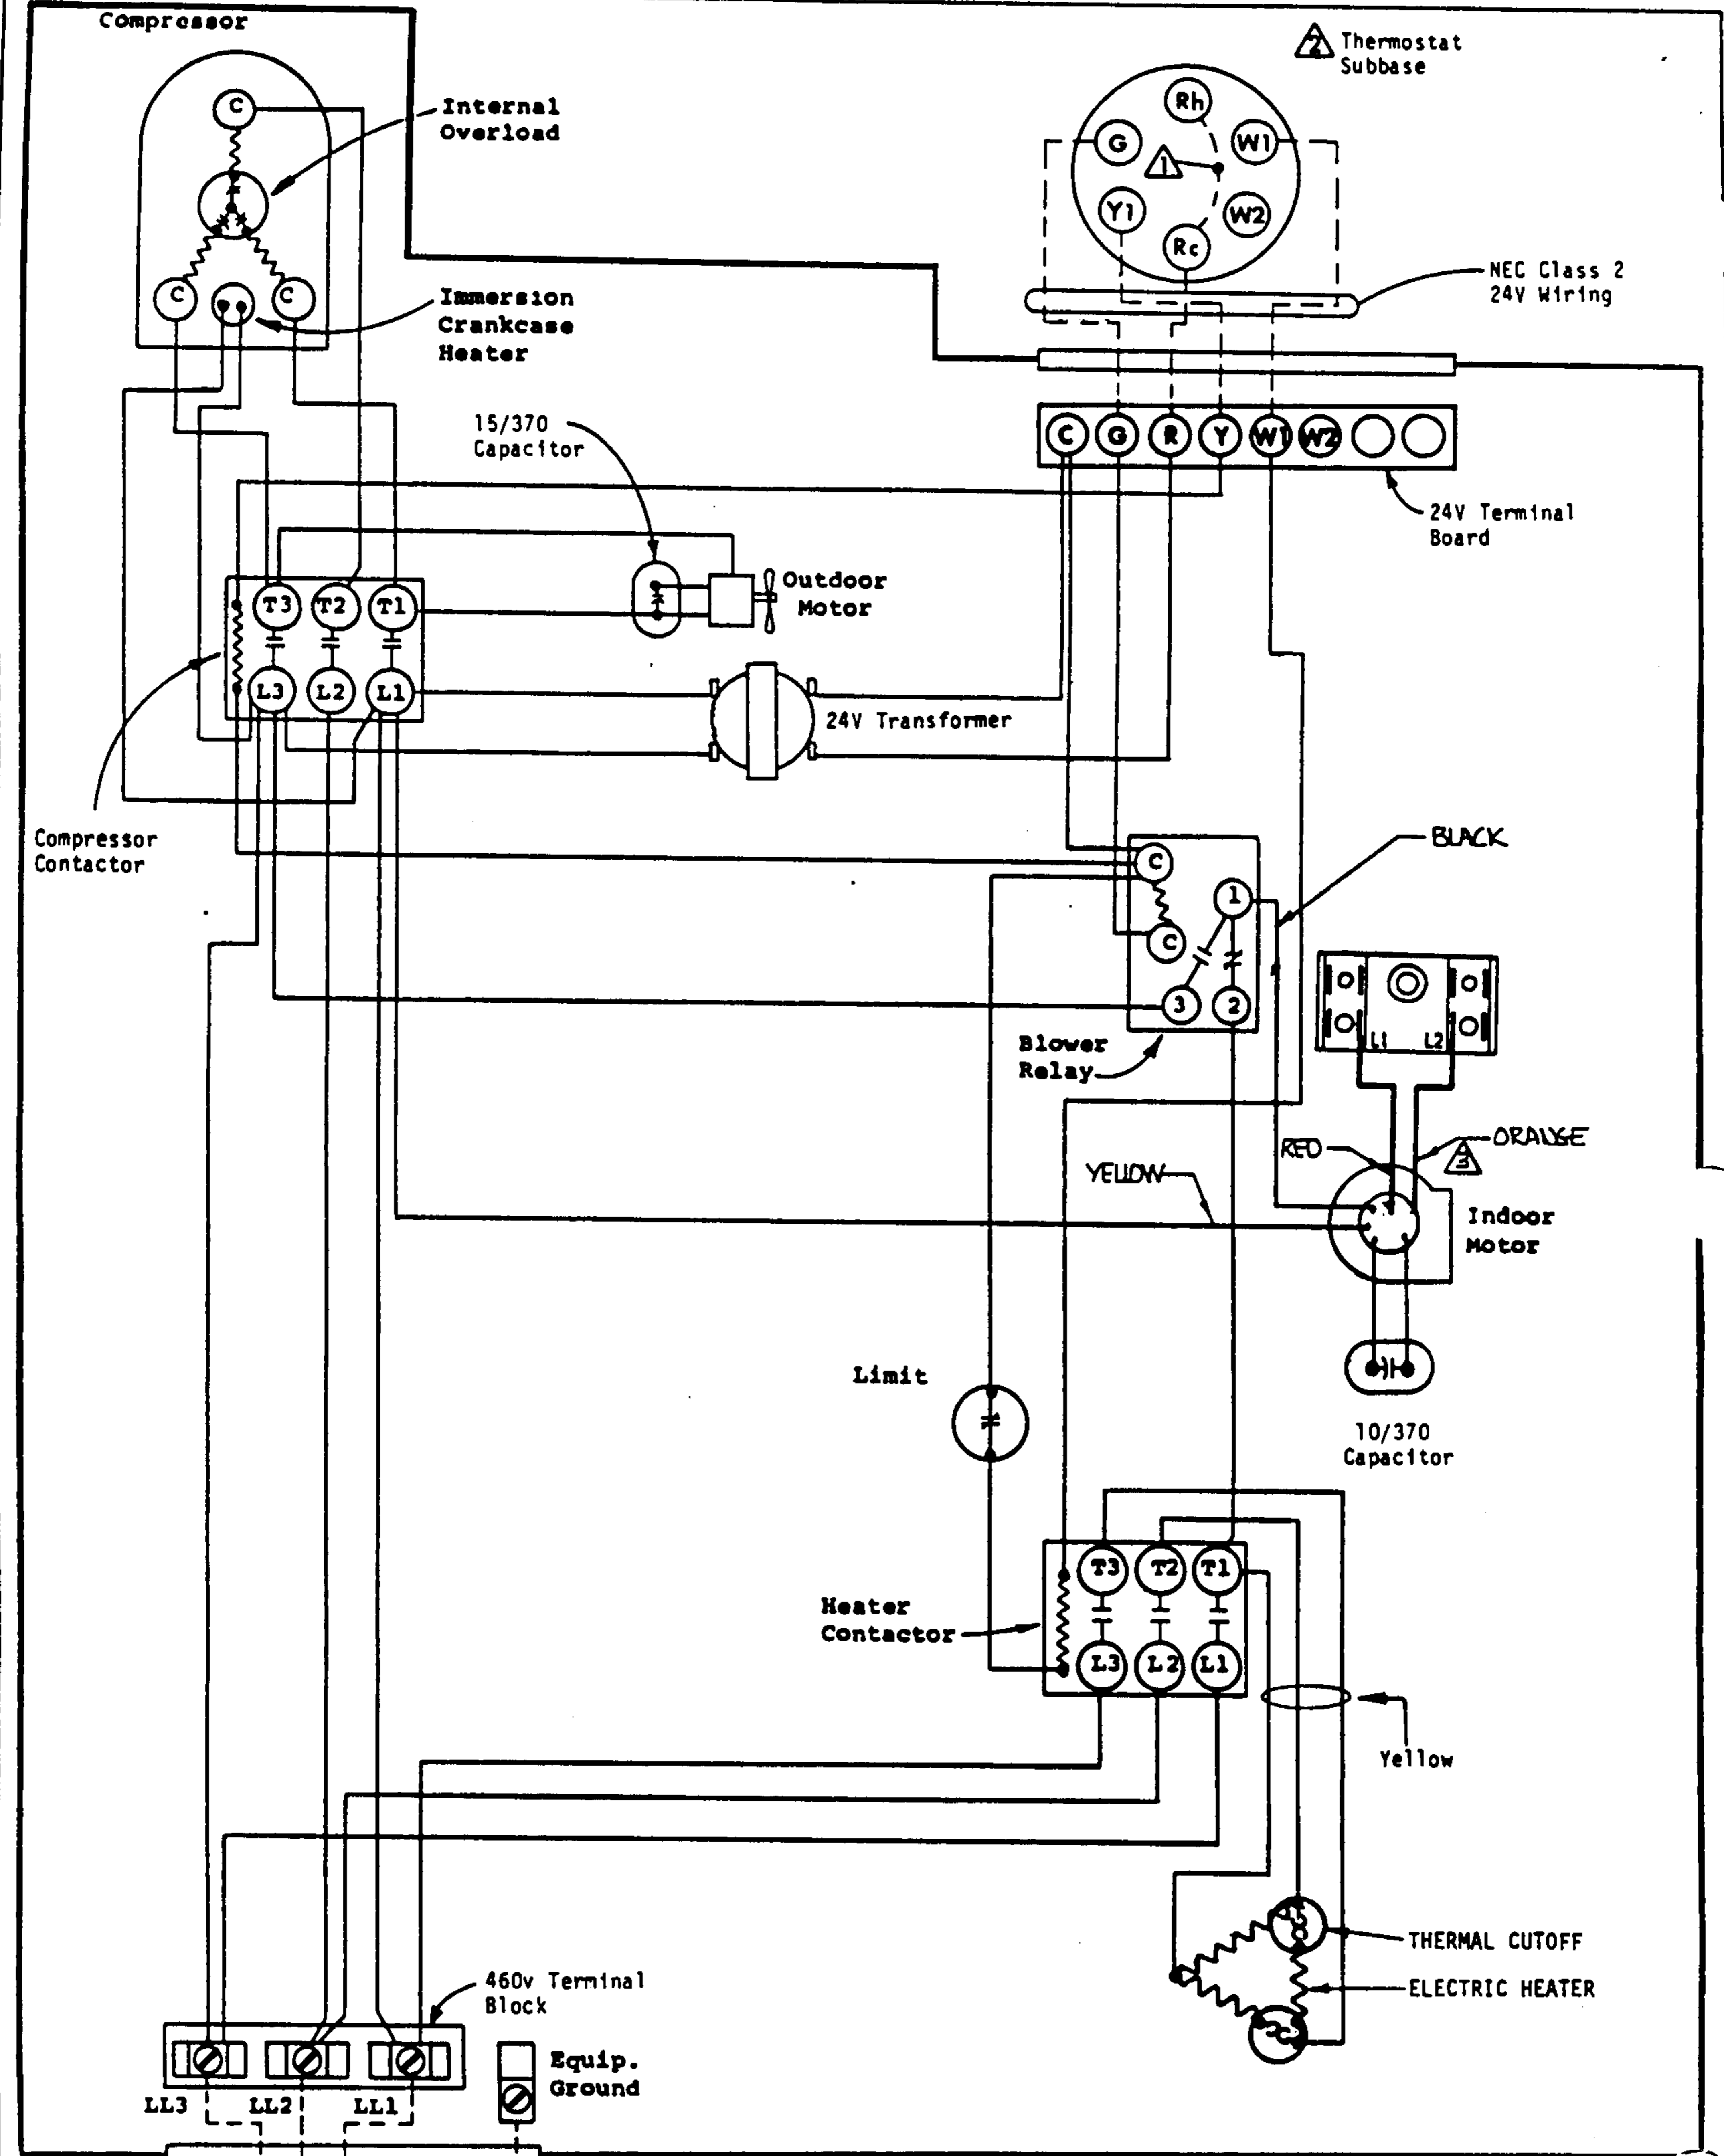 Compressor
C
Internal
Overload
C
C
Immersion
Crankcase
Heater
2 Thermostat
Subbase
Rh
G
W1
1
Y1
W2
Rc
NEC Class 2
24V Wiring
C G R Y W1 W2
24V Terminal
Board
15/370
Capacitor
T3 T2 T1
L3 L2 L1
Outdoor
Motor
24V Transformer
Compressor
Contactor
BLACK
C
1
C
3 2
Blower
Relay
L1 L2
RED
ORANGE
3
YELLOW
Indoor
Motor
Limit
10/370
Capacitor
T3 T2 T1
Heater
Contactor
L3 L2 L1
Yellow
THERMAL CUTOFF
ELECTRIC HEATER
460v Terminal
Block
Equip.
Ground
LL3 LL2 LL1